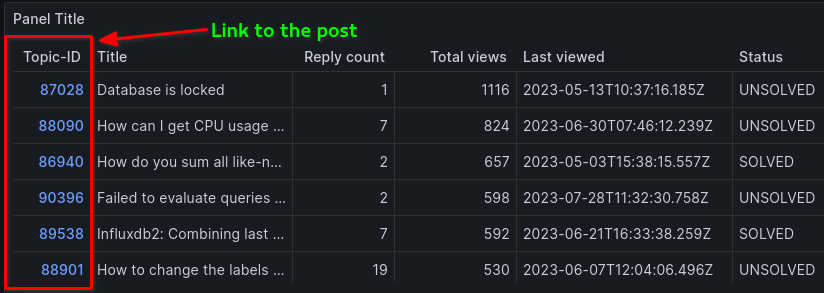 Panel Title
Link to the post
Topic-ID Title Reply count Total views Last viewed Status
87028 Database is locked 1 1116 2023-05-13T10:37:16.185Z UNSOLVED
88090 How can I get CPU usage ... 7 824 2023-06-30T07:46:12.239Z UNSOLVED
86940 How do you sum all like-n... 2 657 2023-05-03T15:38:15.557Z SOLVED
90396 Failed to evaluate queries ... 2 598 2023-07-28T11:32:30.758Z UNSOLVED
89538 Influxdb2: Combining last ... 7 592 2023-06-21T16:33:38.259Z SOLVED
88901 How to change the labels ... 19 530 2023-06-07T12:04:06.496Z UNSOLVED